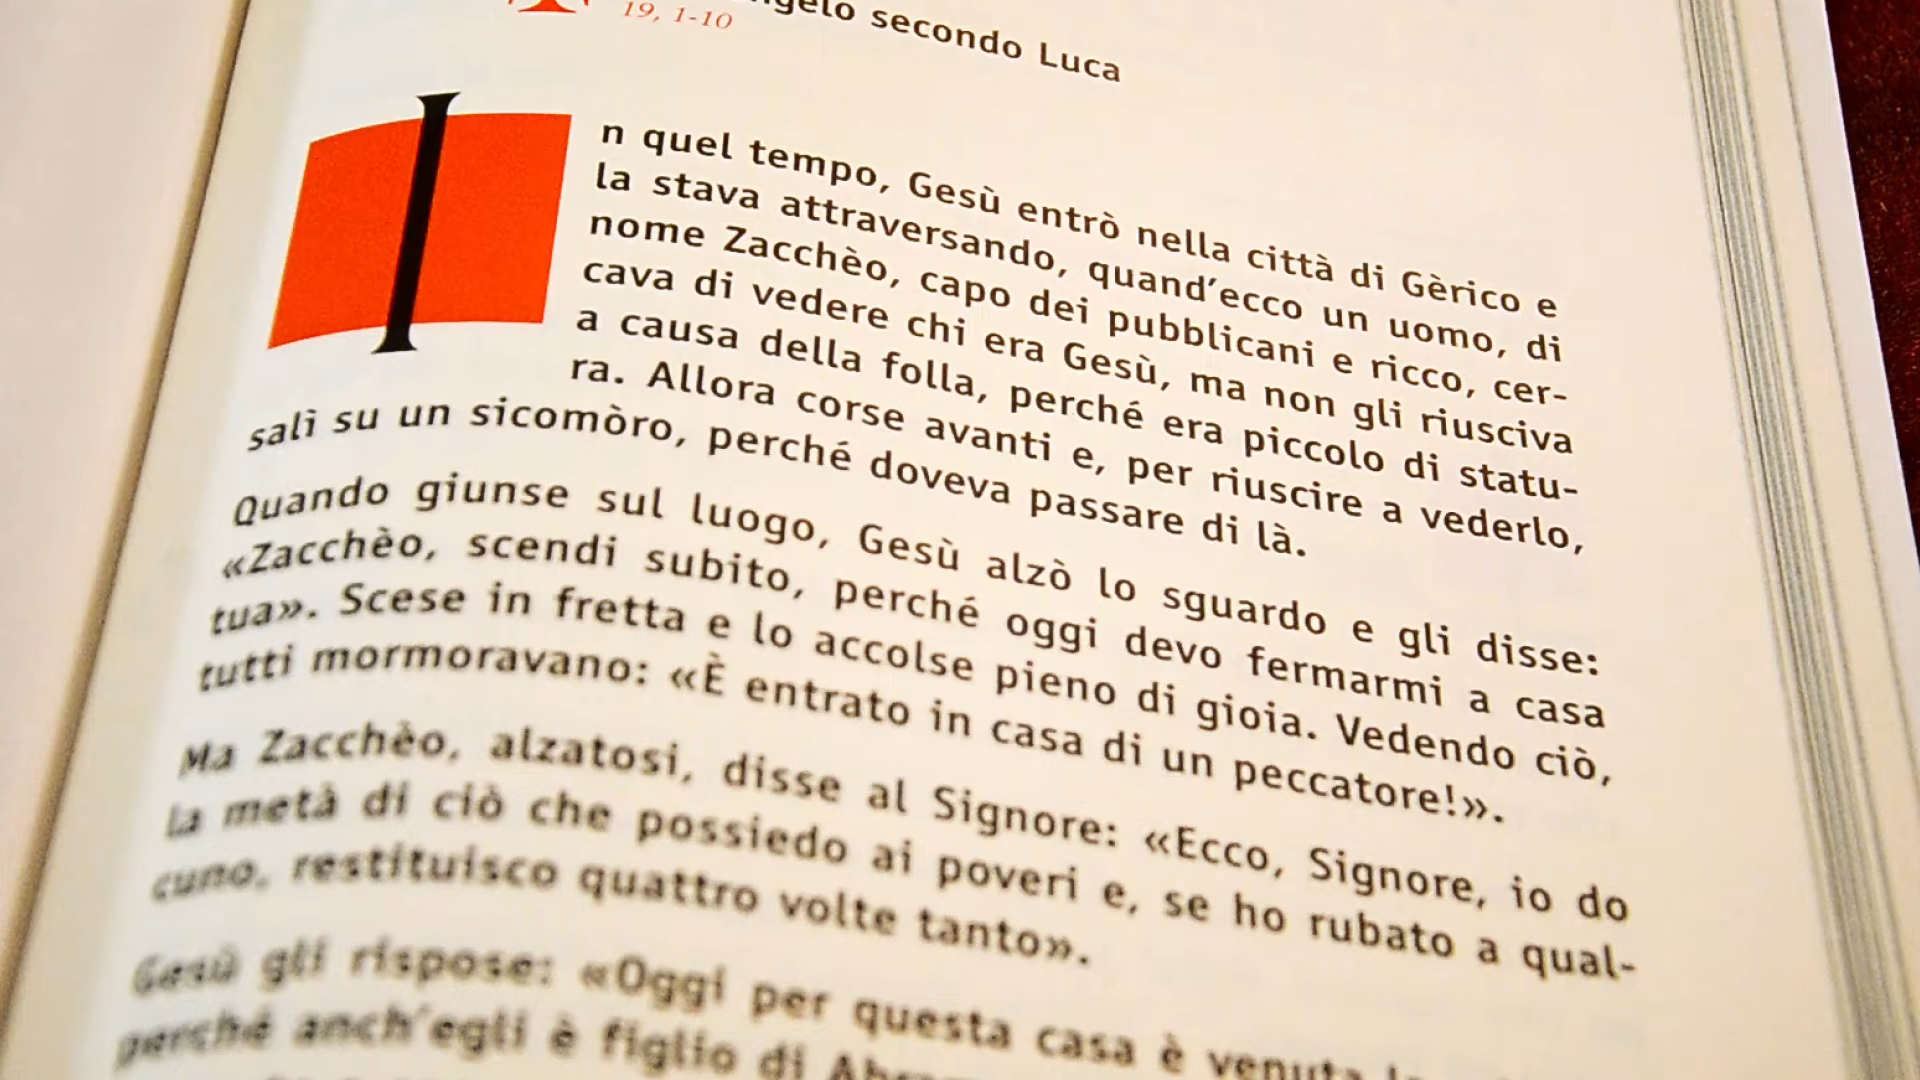 19, 1-10
secondo Luca
In quel tempo, Gesù entrò nella città di Gèrico e
la stava attraversando, quand'ecco un uomo, di
nome Zacchèo, capo dei pubblicani e ricco, cer-
cava di vedere chi era Gesù, ma non gli riusciva
a causa della folla, perché era piccolo di statu-
ra. Allora corse avanti e, per riuscire a vederlo,
salì su un sicomòro, perché doveva passare di là.
Quando giunse sul luogo, Gesù alzò lo sguardo e gli disse:
«Zacchèo, scendi subito, perché oggi devo fermarmi a casa
tua». Scese in fretta e lo accolse pieno di gioia. Vedendo ciò,
tutti mormoravano: «È entrato in casa di un peccatore!».
Ma Zacchèo, alzatosi, disse al Signore: «Ecco, Signore, io do
la metà di ciò che possiedo ai poveri e, se ho rubato a qual-
cuno, restituisco quattro volte tanto».
Gesù gli rispose: «Oggi per questa casa è
perché anch'egli è figlio di